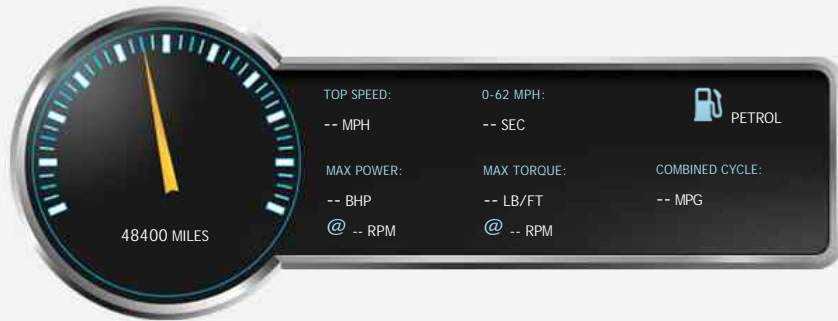 48400 MILES
TOP SPEED:
-- MPH
0-62 MPH:
-- SEC
PETROL
MAX POWER:
-- BHP
@ -- RPM
MAX TORQUE:
-- LB/FT
@ -- RPM
COMBINED CYCLE:
-- MPG